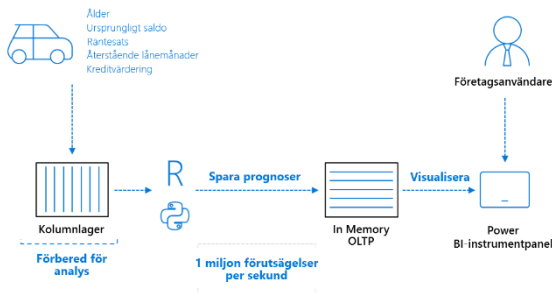 Ålder
Ursprungligt saldo
Räntesats
Återstående lånemånader
Kreditvärdering
Företagsanvändare
R
Spara prognoser
Visualisera
Kolumnlager
In Memory
OLTP
Power
BI-instrumentpanel
Förbered för
analys
1 miljon förutsägelser
per sekund